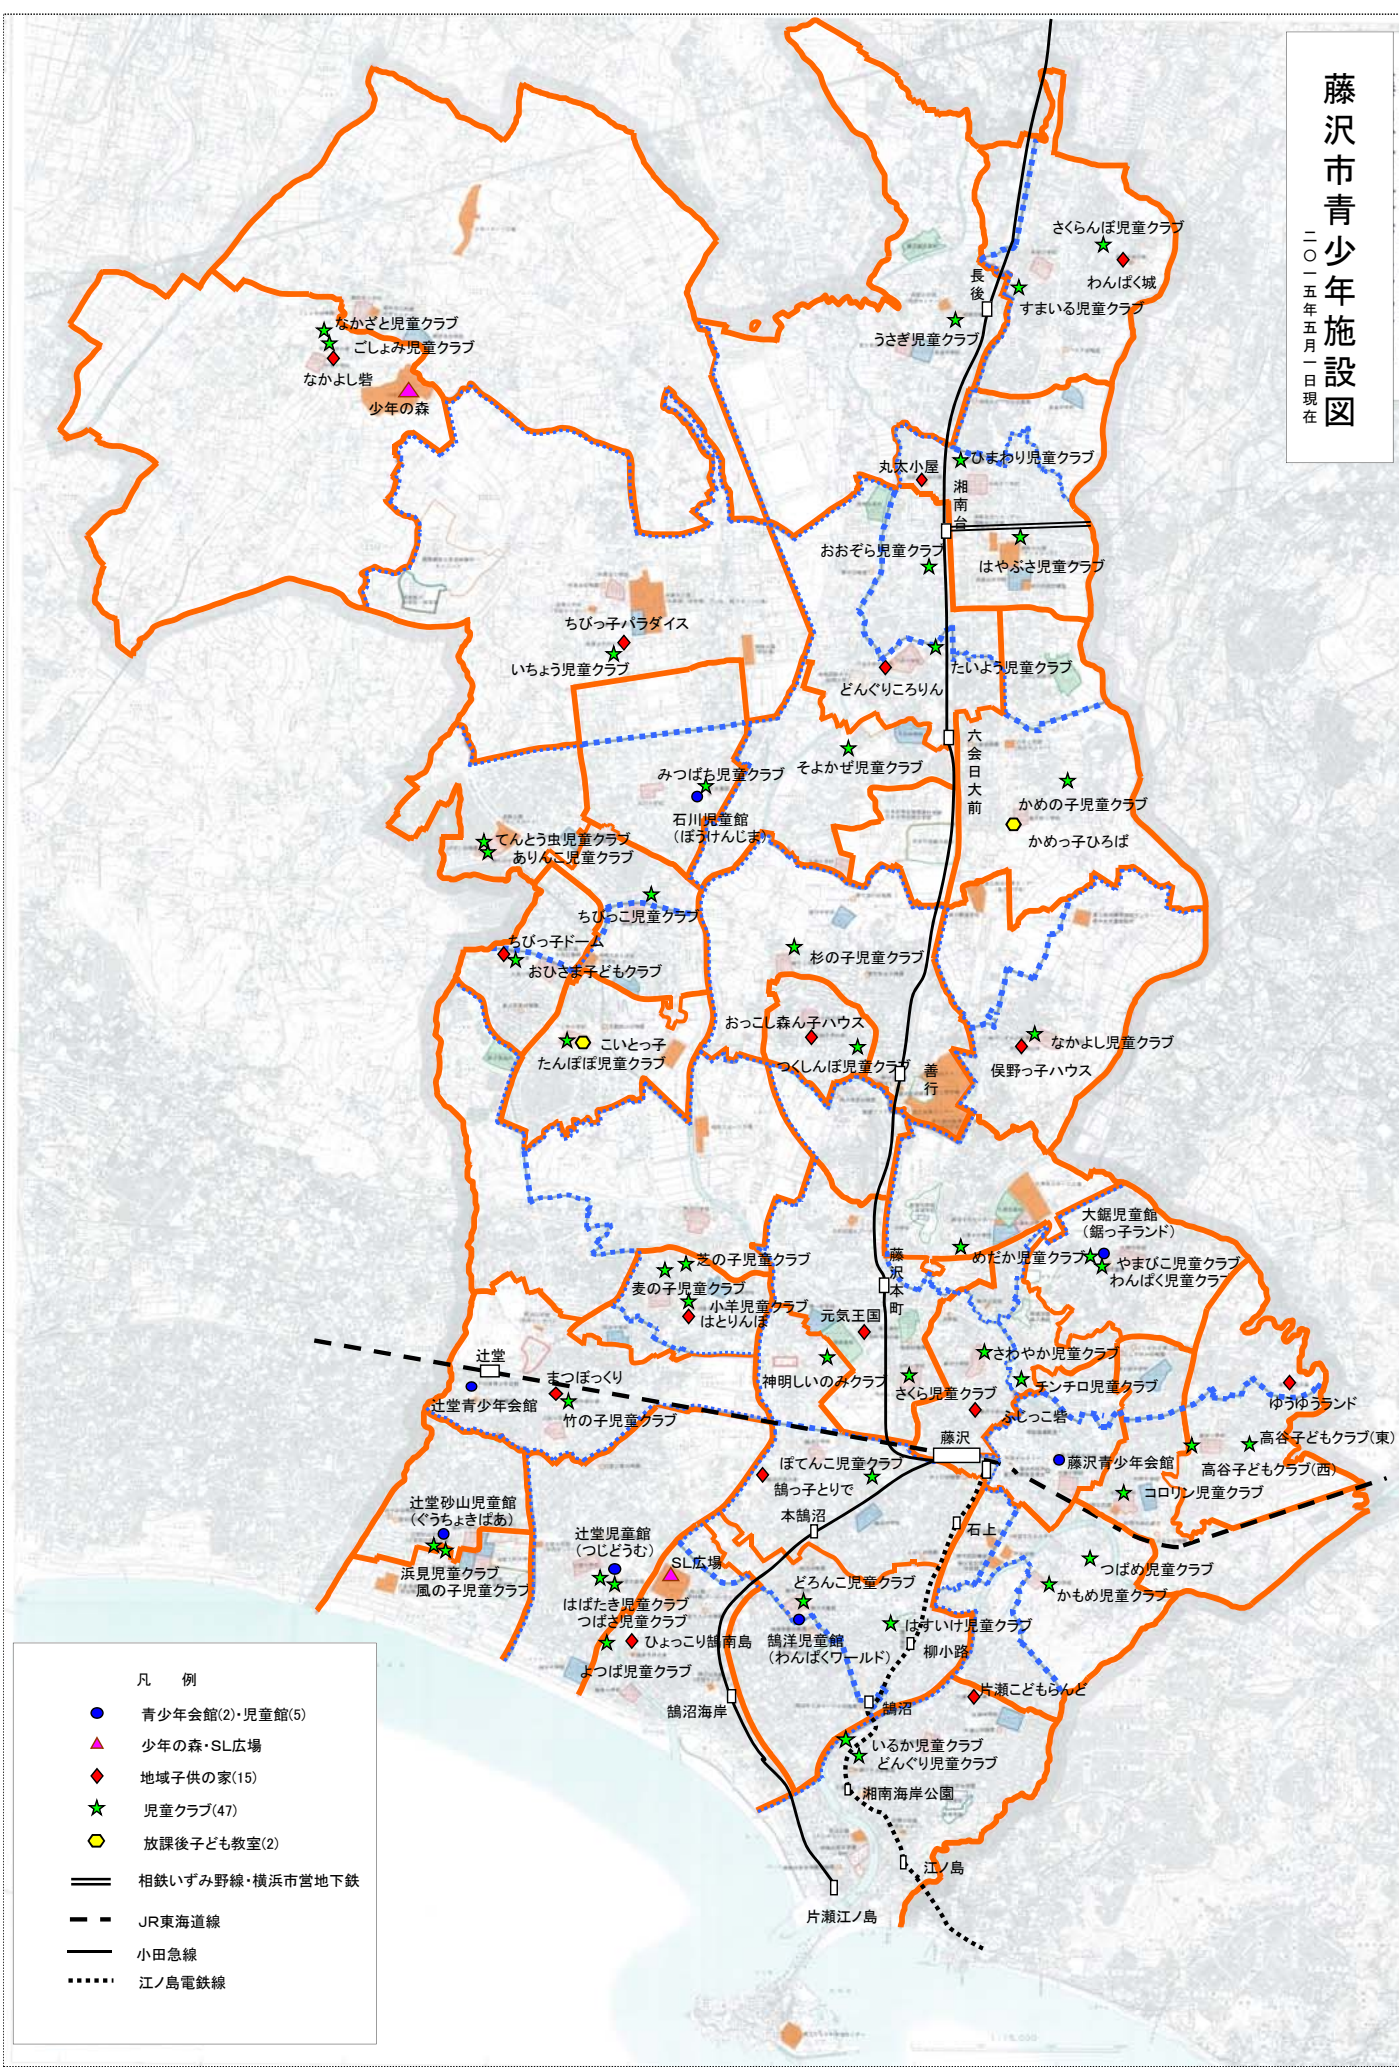 藤沢市青少年施設図
二〇一五年五月一日現在
さくらんぼ児童クラブ
わんぱく城
長後
すまいる児童クラブ
うさぎ児童クラブ
なかざと児童クラブ
ごしょみ児童クラブ
なかよし砦
少年の森
ひまわり児童クラブ
丸太小屋
湘南台
おおぞら児童クラブ
はやぶさ児童クラブ
ちびっ子パラダイス
いちょう児童クラブ
たいよう児童クラブ
どんぐりころりん
六会日大前
そよかぜ児童クラブ
みつばち児童クラブ
石川児童館
(ぼうけんじま)
かめの子児童クラブ
かめっ子ひろば
てんとう虫児童クラブ
ありんこ児童クラブ
ちびっこ児童クラブ
ちびっ子ドーム
おひさま子どもクラブ
杉の子児童クラブ
おっこし森ん子ハウス
つくしんぼ児童クラブ
なかよし児童クラブ
俣野っ子ハウス
こいとっ子
たんぽぽ児童クラブ
善行
大鋸児童館
(鋸っ子ランド)
めだか児童クラブ
やまびこ児童クラブ
わんぱく児童クラブ
藤沢本町
芝の子児童クラブ
麦の子児童クラブ
小羊児童クラブ
はとりんぼ
元気王国
辻堂
まつぼっくり
神明しいのみクラブ
さわやか児童クラブ
さくら児童クラブ
チンチロ児童クラブ
ゆうゆうランド
辻堂青少年会館
竹の子児童クラブ
ふじっこ砦
藤沢
高谷子どもクラブ(東)
藤沢青少年会館
高谷子どもクラブ(西)
ぽてんこ児童クラブ
鵠っ子とりで
コロリン児童クラブ
辻堂砂山児童館
(ぐうちょきぱあ)
本鵠沼
石上
辻堂児童館
(つじどうむ)
SL広場
つばめ児童クラブ
浜見児童クラブ
風の子児童クラブ
どろんこ児童クラブ
かもめ児童クラブ
はばたき児童クラブ
つばさ児童クラブ
はすいけ児童クラブ
ひょっこり鵠南島
鵠洋児童館
(わんぱくワールド)
柳小路
よつば児童クラブ
片瀬こどもらんど
鵠沼海岸
鵠沼
いるか児童クラブ
どんぐり児童クラブ
湘南海岸公園
江ノ島
片瀬江ノ島
凡 例
青少年会館(2)・児童館(5)
少年の森・SL広場
地域子供の家(15)
児童クラブ(47)
放課後子ども教室(2)
相鉄いずみ野線・横浜市営地下鉄
JR東海道線
小田急線
江ノ島電鉄線